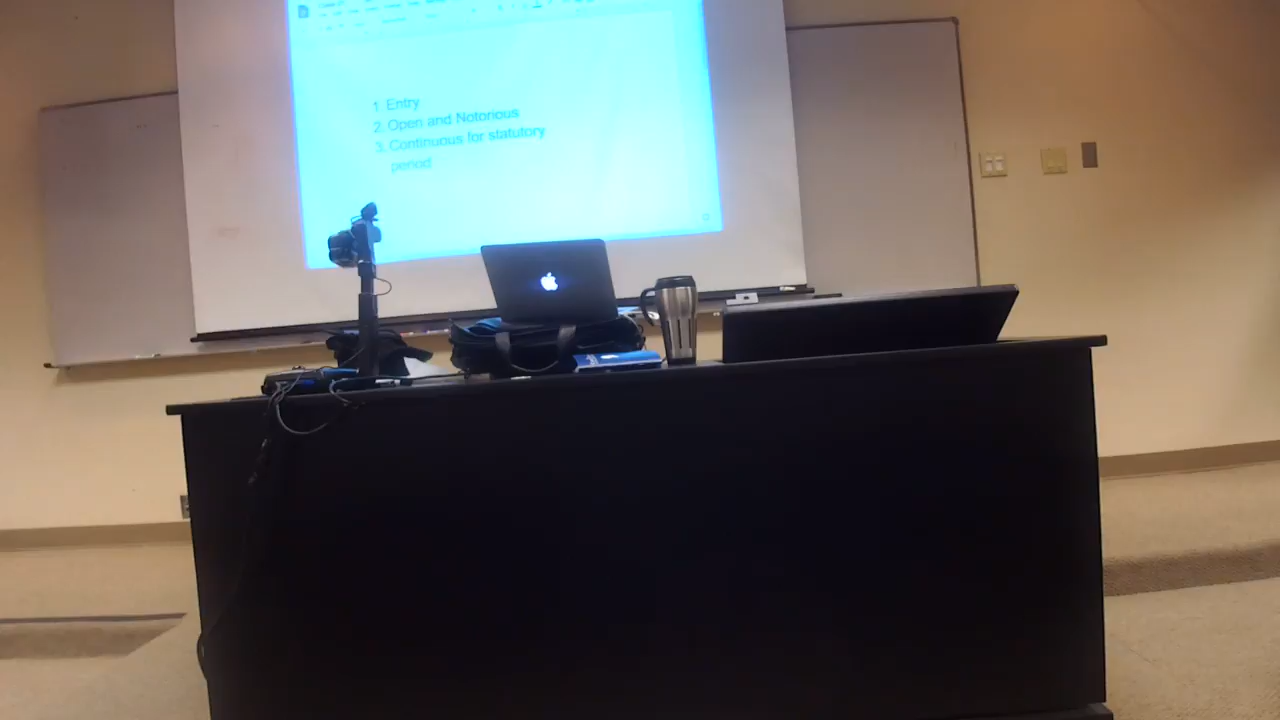 1. Entry
2. Open and Notorious
3. Continuous for statutory
period